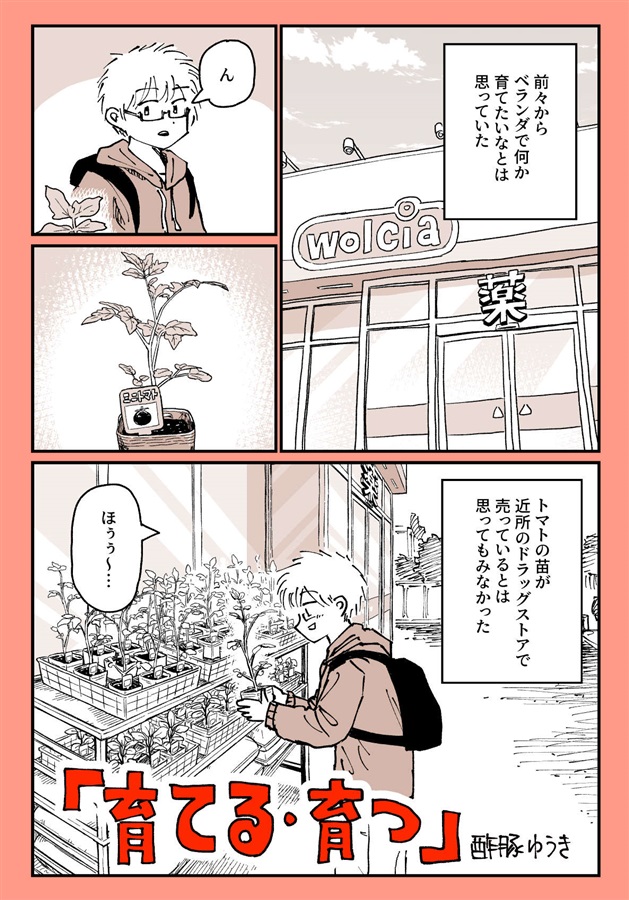 前々から
ベランダで何か
育てたいなとは
思っていた
wolcia
薬
ん
ミニトマト
トマトの苗が
近所のドラッグストアで
売っているとは
思ってもみなかった
薬
ほぅぅ〜…
「育てる・育つ」
酢豚ゆうき